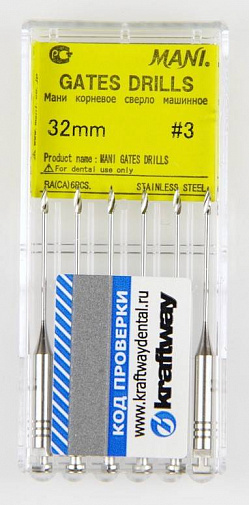 PG
MANI.
GATES DRILLS
Мани корневое сверло машинное
32mm #3
Product name : MANI GATES DRILLS
⚠ For dental use only
RA(CA)6PCS. STAINLESS STEEL
КОД ПРОВЕРКИ
www.kraftwaydental.ru
kraftway